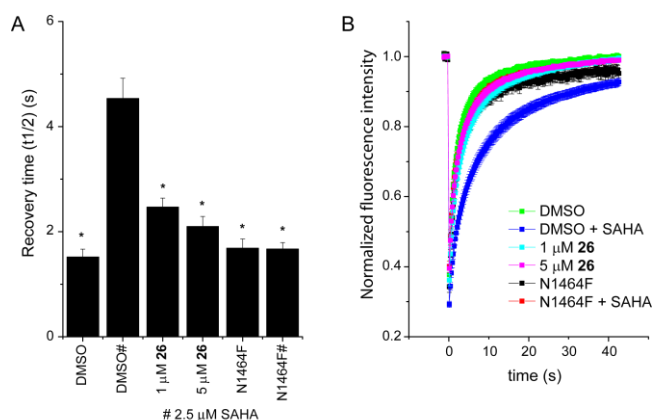 A
Recovery time (t1/2) (s)
6
4
2
0
*
*
*
*
*
DMSO
DMSO#
1 μM 26
5 μM 26
N1464F
N1464F#
# 2.5 μM SAHA
B
Normalized fluorescence intensity
1.0
0.8
0.6
0.4
0.2
DMSO
DMSO + SAHA
1 μM 26
5 μM 26
N1464F
N1464F + SAHA
-10 0 10 20 30 40
time (s)